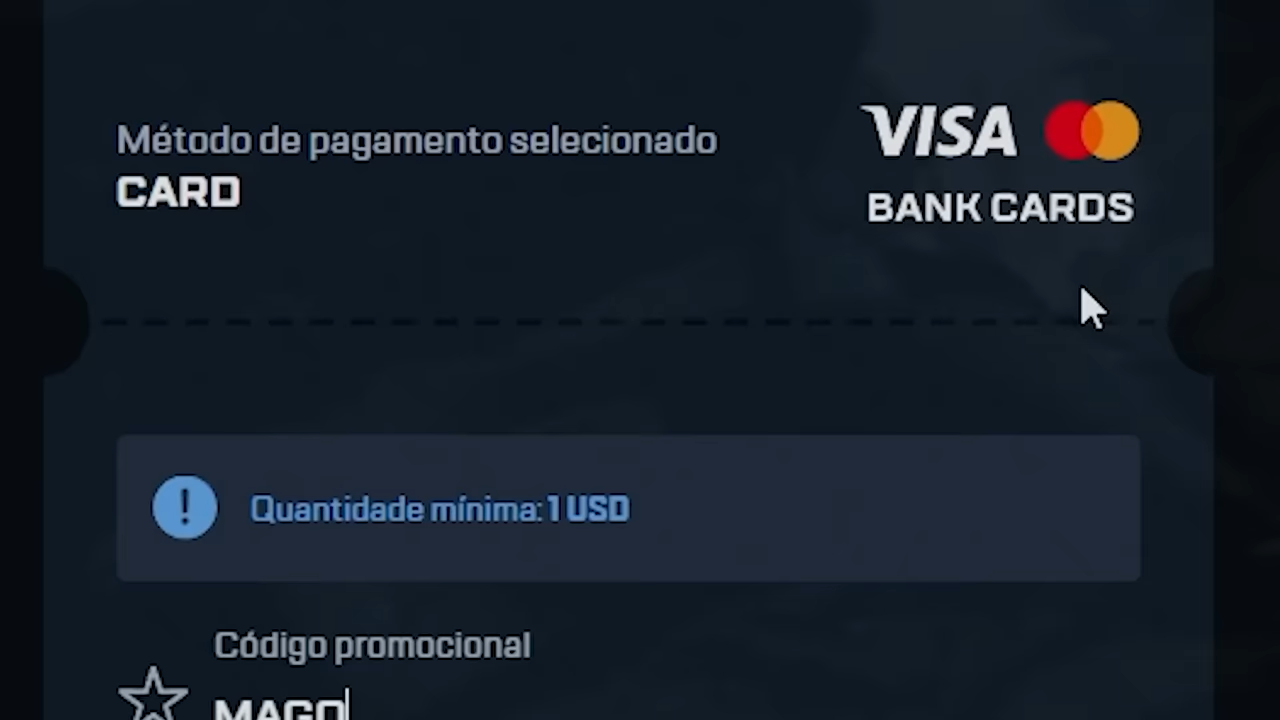 Método de pagamento selecionado
CARD
VISA
BANK CARDS
!
Quantidade mínima: 1 USD
Código promocional
MAGO